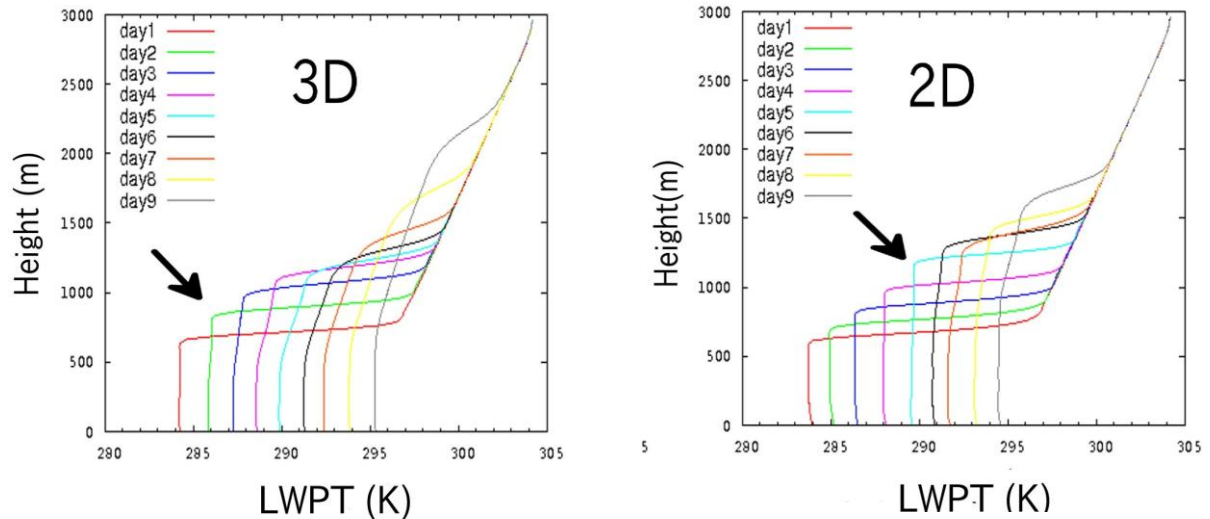 3D
3000
2500
2000
1500
1000
500
0
280 285 290 295 300 305
Height (m)
LWPT (K)
day1
day2
day3
day4
day5
day6
day7
day8
day9
2D
3000
2500
2000
1500
1000
500
0
5
280 285 290 295 300 305
Height(m)
LWPT (K)
day1
day2
day3
day4
day5
day6
day7
day8
day9